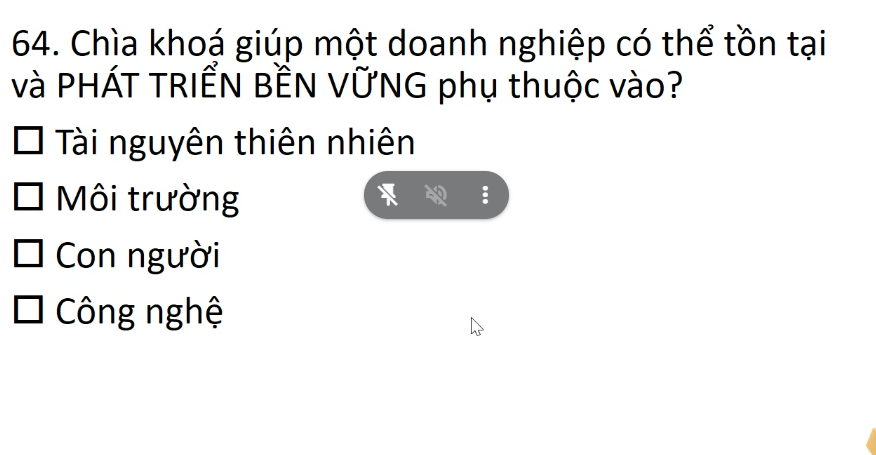 64. Chìa khoá giúp một doanh nghiệp có thể tồn tại
và PHÁT TRIỂN BỀN VỮNG phụ thuộc vào?
☐ Tài nguyên thiên nhiên
☐ Môi trường
☐ Con người
☐ Công nghệ